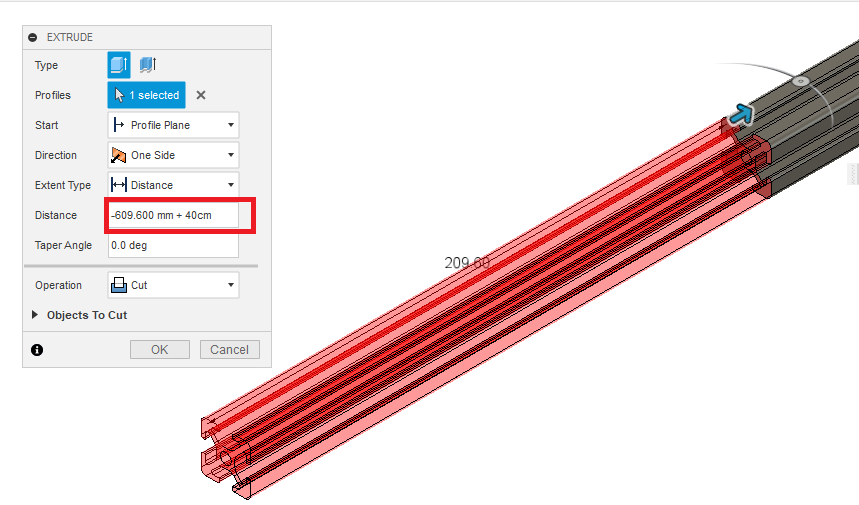 EXTRUDE
Type
Profiles 1 selected
Start Profile Plane
Direction One Side
Extent Type Distance
Distance -609.600 mm + 40cm
Taper Angle 0.0 deg
209.60
Operation Cut
Objects To Cut
OK Cancel